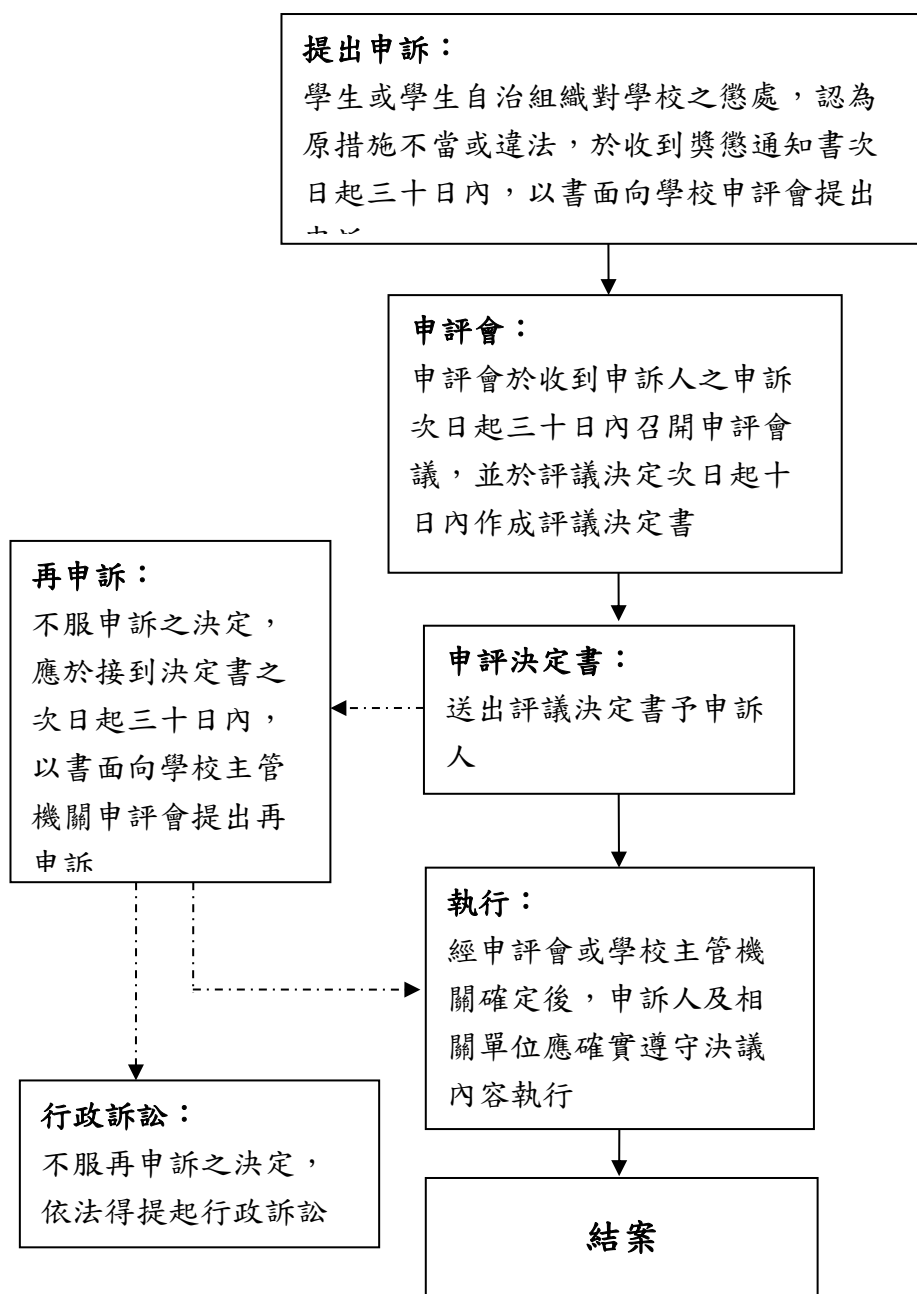 提出申訴：
學生或學生自治組織對學校之懲處，認為
原措施不當或違法，於收到獎懲通知書次
日起三十日內，以書面向學校申評會提出
申評會：
申評會於收到申訴人之申訴
次日起三十日內召開申評會
議，並於評議決定次日起十
日內作成評議決定書
再申訴：
不服申訴之決定，
應於接到決定書之
次日起三十日內，
以書面向學校主管
機關申評會提出再
申訴
申評決定書：
送出評議決定書予申訴
人
執行：
經申評會或學校主管機
關確定後，申訴人及相
關單位應確實遵守決議
內容執行
行政訴訟：
不服再申訴之決定，
依法得提起行政訴訟
結案